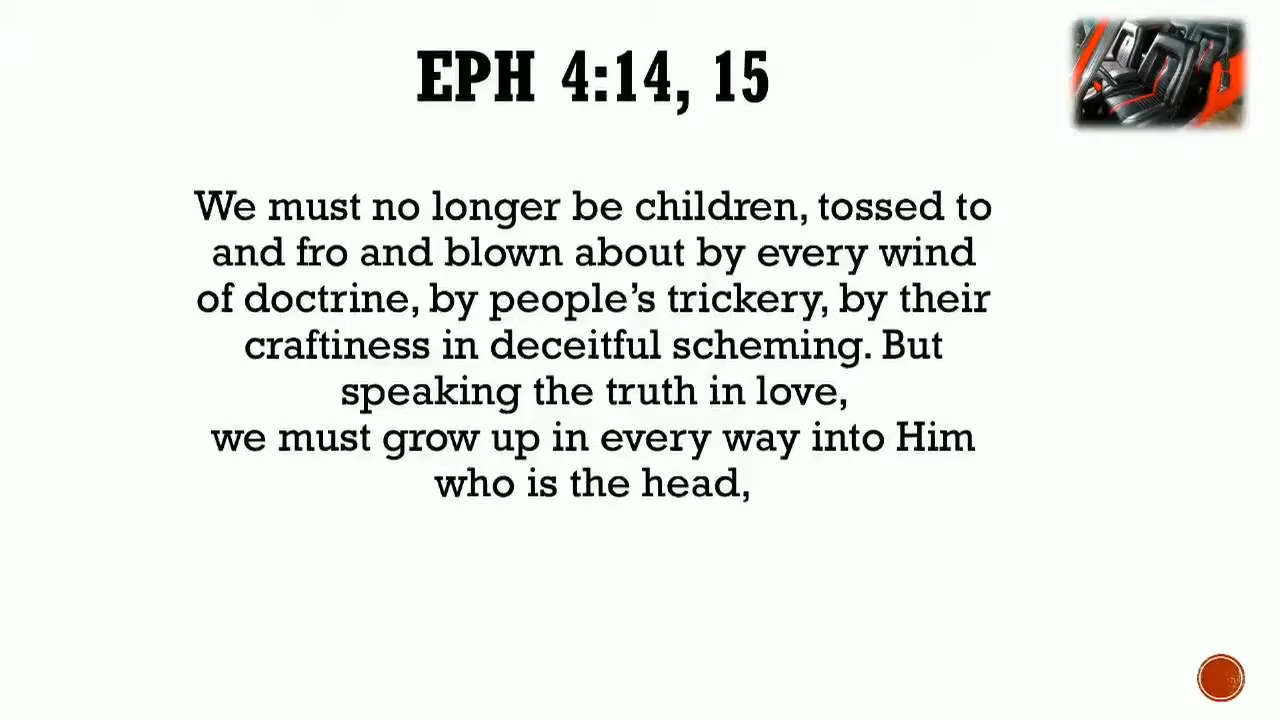 EPH 4:14, 15
We must no longer be children, tossed to
and fro and blown about by every wind
of doctrine, by people’s trickery, by their
craftiness in deceitful scheming. But
speaking the truth in love,
we must grow up in every way into Him
who is the head,